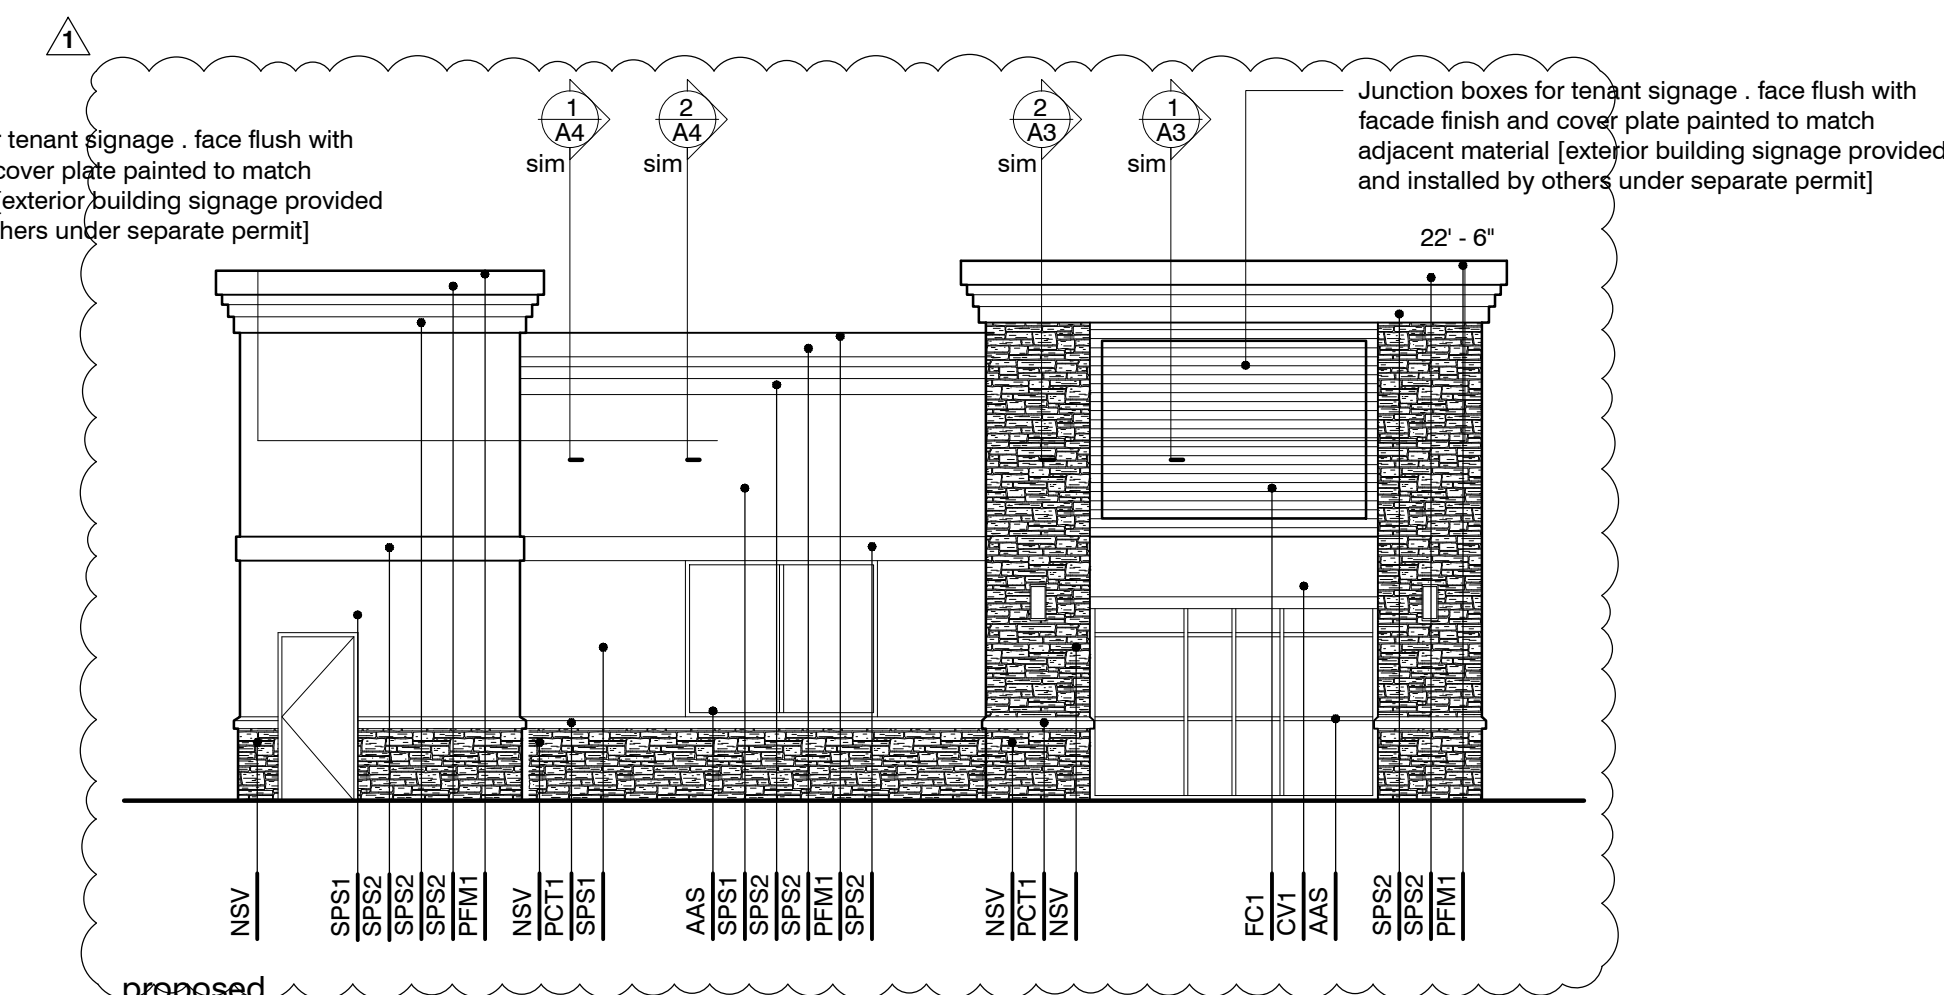 1
1
A4
sim
2
A4
sim
2
A3
sim
1
A3
sim
Junction boxes for tenant signage . face flush with
facade finish and cover plate painted to match
adjacent material [exterior building signage provided
and installed by others under separate permit]
tenant signage . face flush with
cover plate painted to match
[exterior building signage provided
hers under separate permit]
22' - 6"
NSV
SPS1
SPS2
SPS2
SPS2
PFM1
NSV
PCT1
SPS1
AAS
SPS1
SPS2
SPS2
PFM1
SPS2
NSV
PCT1
NSV
FC1
CV1
AAS
SPS2
SPS2
PFM1
proposed